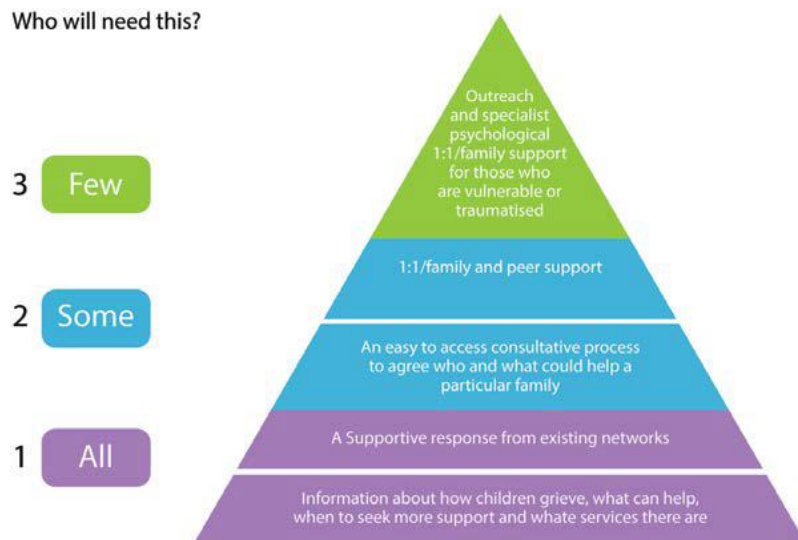 Who will need this?
Outreach
and specialist
psychological
1:1/family support
for those who
are vulnerable or
traumatised
3 Few
1:1/family and peer support
2 Some
An easy to access consultative process
to agree who and what could help a
particular family
A Supportive response from existing networks
1 All
Information about how children grieve, what can help,
when to seek more support and whate services there are